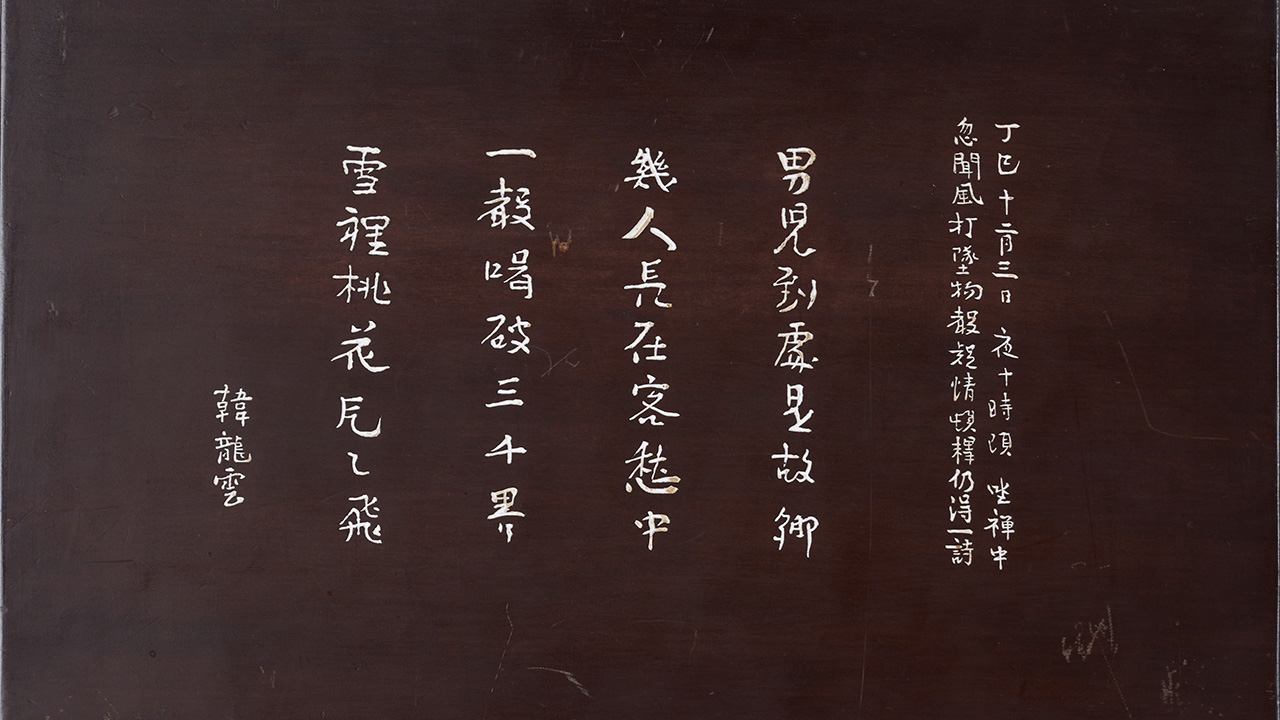 丁巳十二月三日 夜十時頃 坐禪中
忽聞風打墜物聲疑情頓釋仍得一詩
男兒到處是故鄉
幾人長在客愁中
一聲喝破三千界
雪裡桃花片々飛
韓龍雲